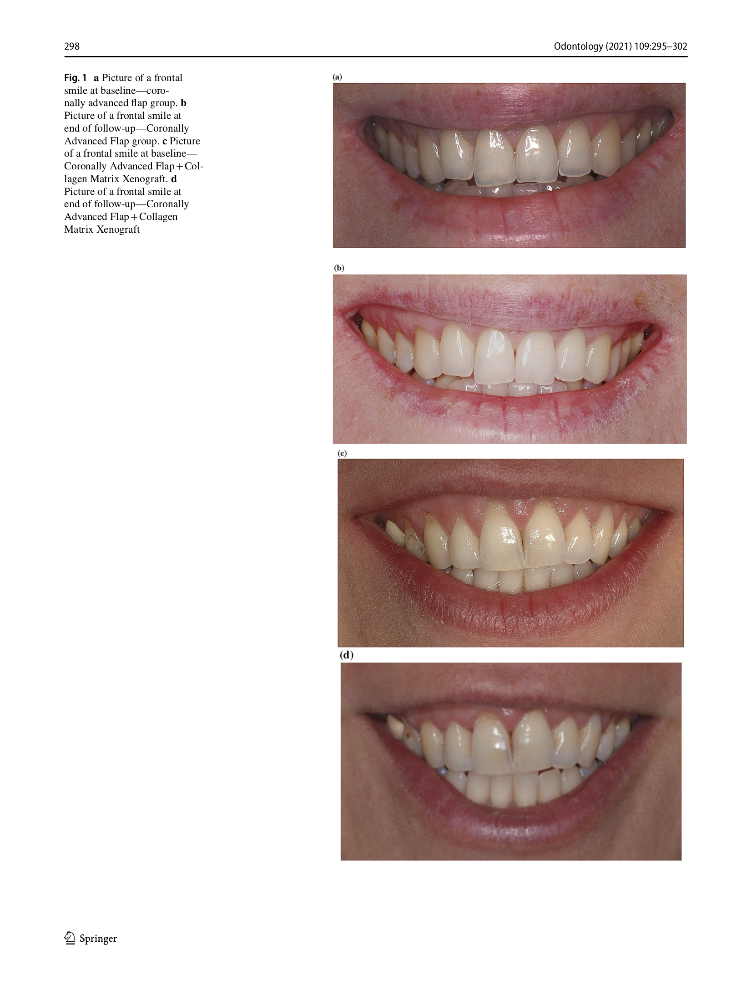 298
Odontology (2021) 109:295–302
Fig. 1 a Picture of a frontal
smile at baseline—coro-
nally advanced flap group. b
Picture of a frontal smile at
end of follow-up—Coronally
Advanced Flap group. c Picture
of a frontal smile at baseline—
Coronally Advanced Flap + Col-
lagen Matrix Xenograft. d
Picture of a frontal smile at
end of follow-up—Coronally
Advanced Flap + Collagen
Matrix Xenograft
(a)
(b)
(c)
(d)
Springer